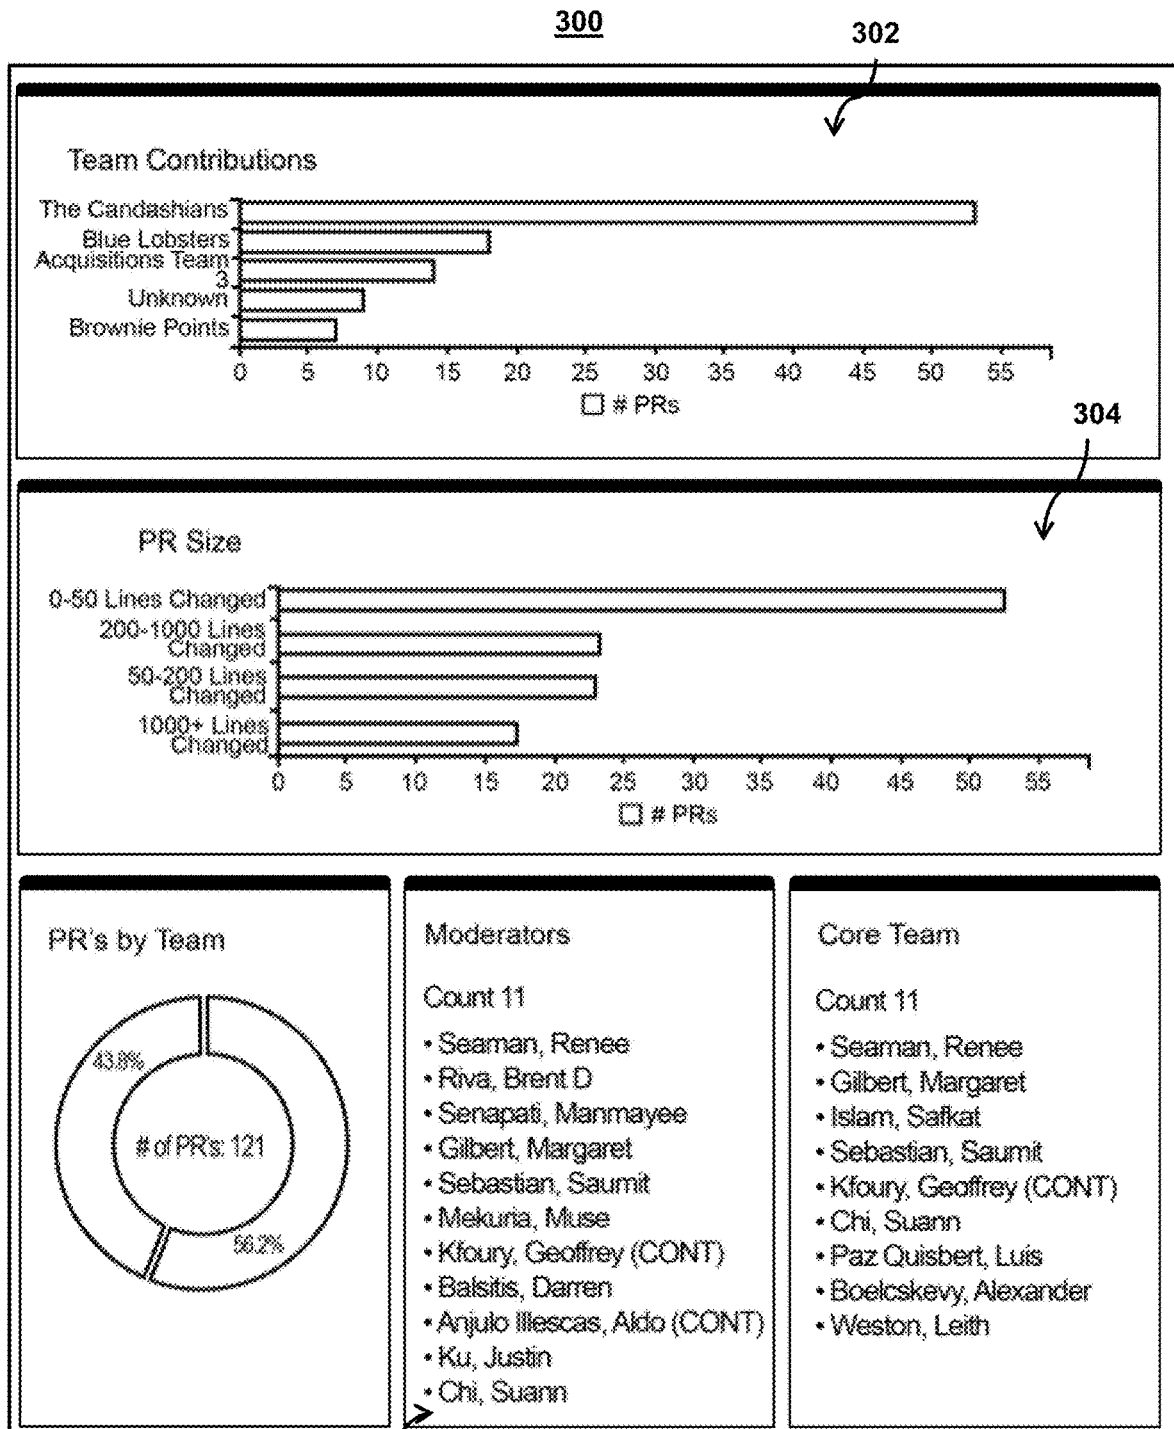 300
302
Team Contributions
The Candashians
Blue Lobsters
Acquisitions Team
3
Unknown
Brownie Points
0 5 10 15 20 25 30 35 40 45 50 55
# PRs
304
PR Size
0-50 Lines Changed
200-1000 Lines
Changed
50-200 Lines
Changed
1000+ Lines
Changed
0 5 10 15 20 25 30 35 40 45 50 55
# PRs
PR's by Team
43.8%
# of PR's: 121
56.2%
Moderators
Count 11
• Seaman, Renee
• Riva, Brent D
• Senapati, Manmayee
• Gilbert, Margaret
• Sebastian, Saumit
• Mekuria, Muse
• Kfoury, Geoffrey (CONT)
• Balsitis, Darren
• Anjulo Illescas, Aldo (CONT)
• Ku, Justin
• Chi, Suann
Core Team
Count 11
• Seaman, Renee
• Gilbert, Margaret
• Islam, Safkat
• Sebastian, Saumit
• Kfoury, Geoffrey (CONT)
• Chi, Suann
• Paz Quisbert, Luis
• Boelcskevy, Alexander
• Weston, Leith